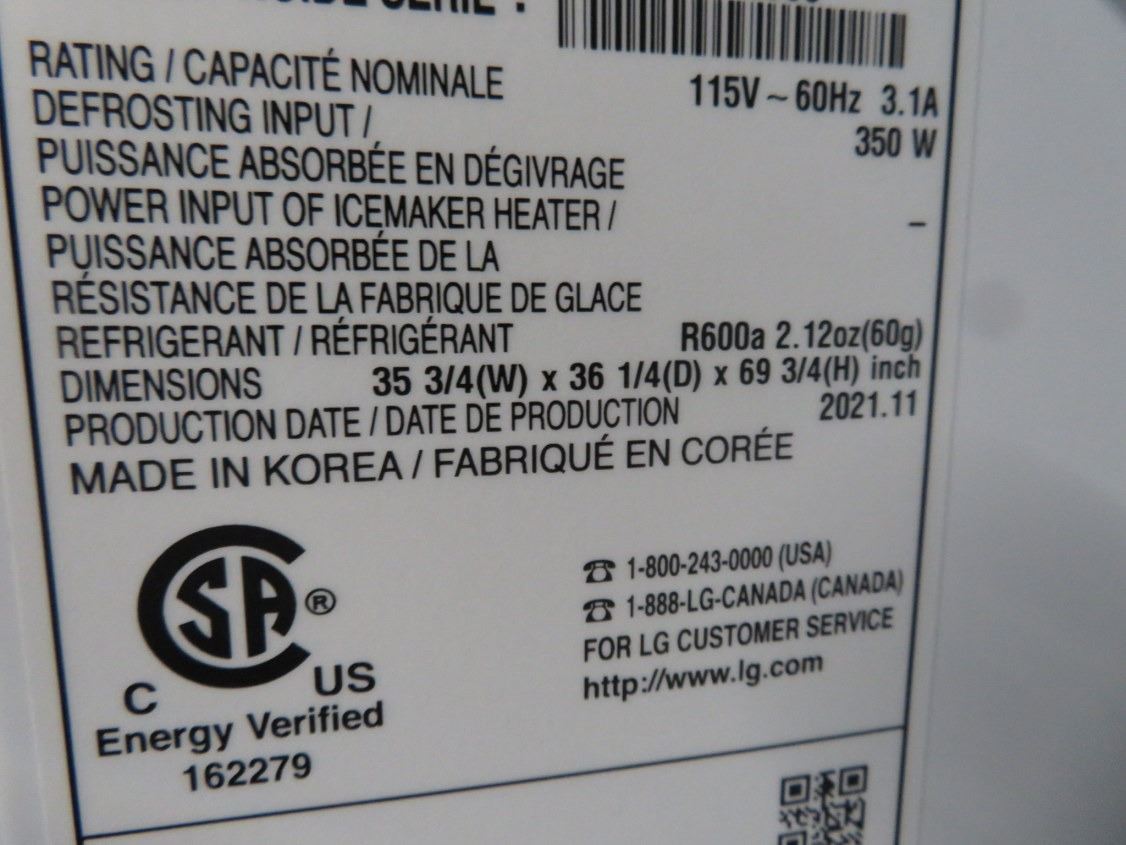 RATING / CAPACITÉ NOMINALE 115V ~ 60Hz 3.1A
DEFROSTING INPUT / 350 W
PUISSANCE ABSORBÉE EN DÉGIVRAGE
POWER INPUT OF ICEMAKER HEATER / –
PUISSANCE ABSORBÉE DE LA
RÉSISTANCE DE LA FABRIQUE DE GLACE
REFRIGERANT / RÉFRIGÉRANT R600a 2.12oz(60g)
DIMENSIONS 35 3/4(W) x 36 1/4(D) x 69 3/4(H) inch
PRODUCTION DATE / DATE DE PRODUCTION 2021.11
MADE IN KOREA / FABRIQUÉ EN CORÉE
CSA®
C US
Energy Verified
162279
☎ 1-800-243-0000 (USA)
☎ 1-888-LG-CANADA (CANADA)
FOR LG CUSTOMER SERVICE
http://www.lg.com